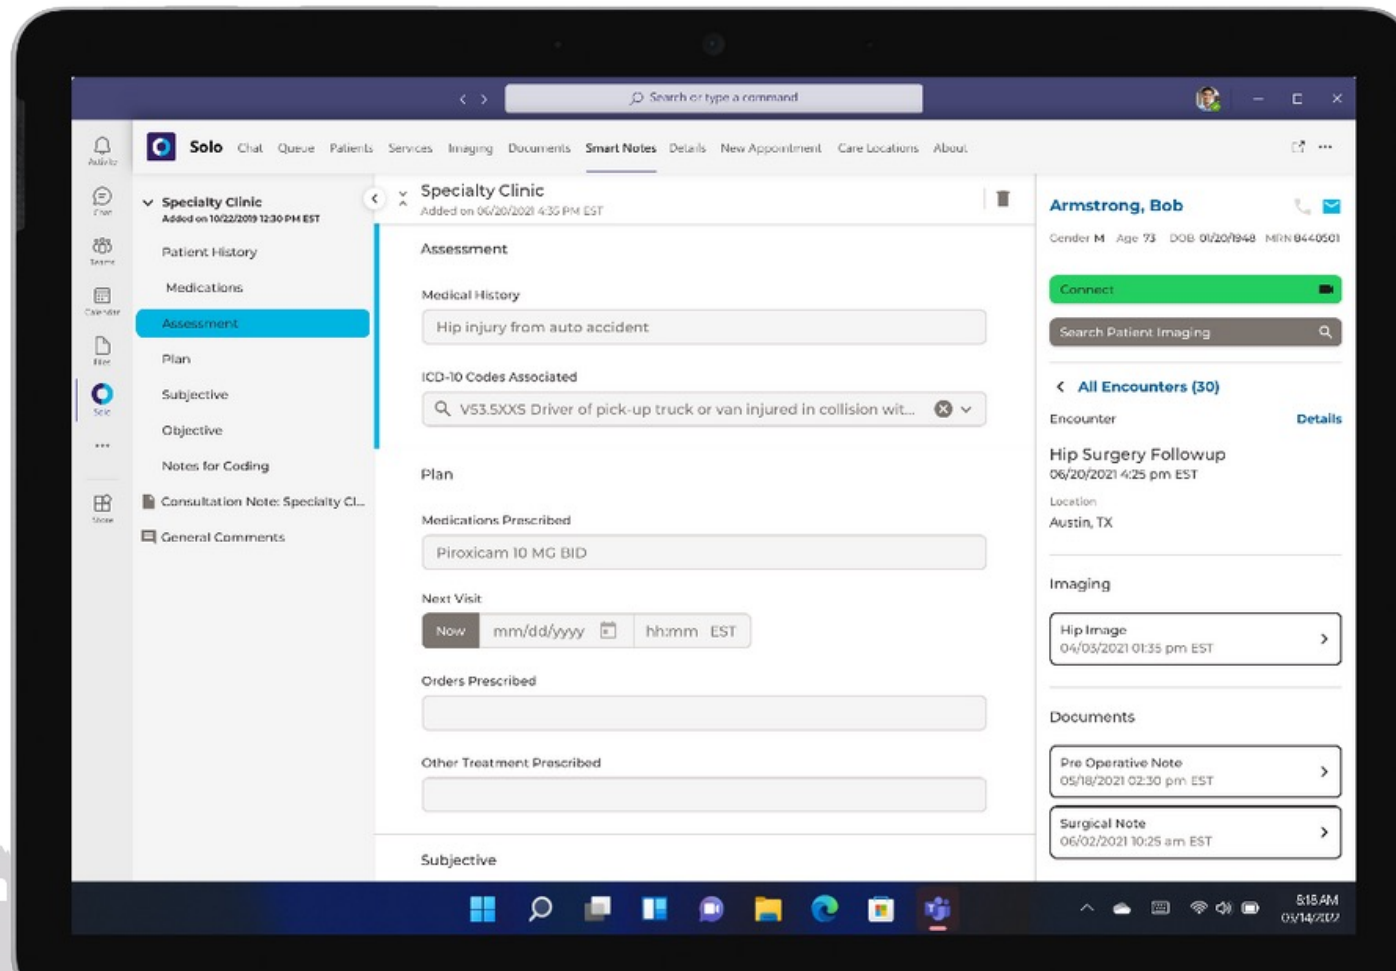 Search or type a command
Activity
Chat
Teams
Calendar
Files
Solo
Store
Solo Chat Queue Patients Services Imaging Documents Smart Notes Details New Appointment Care Locations About
Specialty Clinic
Added on 10/22/2019 12:30 PM EST
Patient History
Medications
Assessment
Plan
Subjective
Objective
Notes for Coding
Consultation Note: Specialty Cl...
General Comments
Specialty Clinic
Added on 06/20/2021 4:35 PM EST
Assessment
Medical History
Hip injury from auto accident
ICD-10 Codes Associated
V53.5XXS Driver of pick-up truck or van injured in collision wit...
Plan
Medications Prescribed
Piroxicam 10 MG BID
Next Visit
Now mm/dd/yyyy hh:mm EST
Orders Prescribed
Other Treatment Prescribed
Subjective
Armstrong, Bob
Gender M Age 73 DOB 01/20/1948 MRN 8440501
Connect
Search Patient Imaging
All Encounters (30)
Encounter Details
Hip Surgery Followup
06/20/2021 4:25 pm EST
Location
Austin, TX
Imaging
Hip Image
04/03/2021 01:35 pm EST
Documents
Pre Operative Note
05/18/2021 02:30 pm EST
Surgical Note
06/02/2021 10:25 am EST
8:18 AM